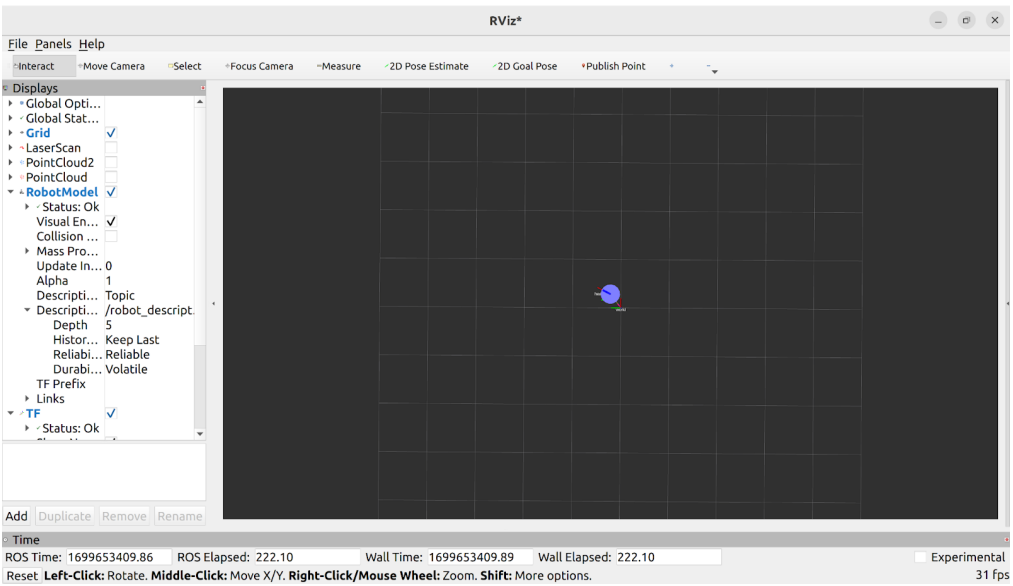 RViz*
File Panels Help
Interact Move Camera Select Focus Camera Measure 2D Pose Estimate 2D Goal Pose Publish Point
Displays
Global Opti...
Global Stat...
Grid
LaserScan
PointCloud2
PointCloud
RobotModel
Status: Ok
Visual En...
Collision ...
Mass Pro...
Update In... 0
Alpha 1
Descripti... Topic
Descripti... /robot_descript.
Depth 5
Histor... Keep Last
Reliabi... Reliable
Durabi... Volatile
TF Prefix
Links
TF
Status: Ok
Add Duplicate Remove Rename
Time
ROS Time: 1699653409.86 ROS Elapsed: 222.10 Wall Time: 1699653409.89 Wall Elapsed: 222.10 Experimental
Reset Left-Click: Rotate. Middle-Click: Move X/Y. Right-Click/Mouse Wheel: Zoom. Shift: More options. 31 fps